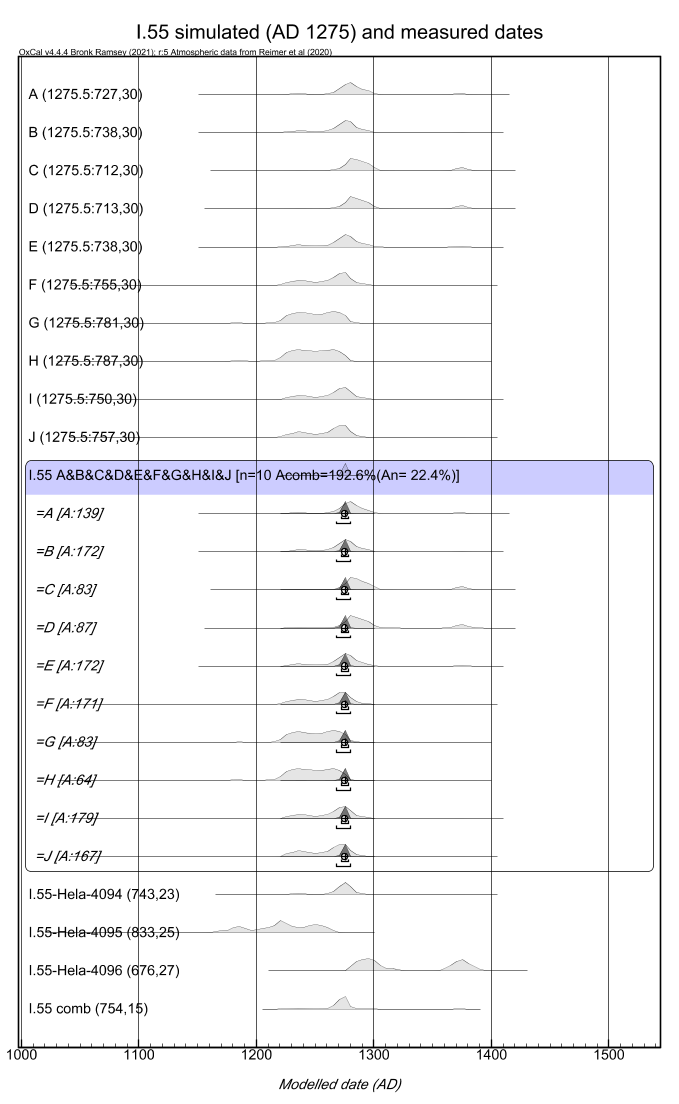 I.55 simulated (AD 1275) and measured dates
OxCal v4.4.4 Bronk Ramsey (2021); r:5 Atmospheric data from Reimer et al (2020)
A (1275.5:727,30)
B (1275.5:738,30)
C (1275.5:712,30)
D (1275.5:713,30)
E (1275.5:738,30)
F (1275.5:755,30)
G (1275.5:781,30)
H (1275.5:787,30)
I (1275.5:750,30)
J (1275.5:757,30)
I.55 A&B&C&D&E&F&G&H&I&J [n=10 Acomb=192.6%(An= 22.4%)]
=A [A:139]
=B [A:172]
=C [A:83]
=D [A:87]
=E [A:172]
=F [A:171]
=G [A:83]
=H [A:64]
=I [A:179]
=J [A:167]
I.55-Hela-4094 (743,23)
I.55-Hela-4095 (833,25)
I.55-Hela-4096 (676,27)
I.55 comb (754,15)
1000 1100 1200 1300 1400 1500
Modelled date (AD)